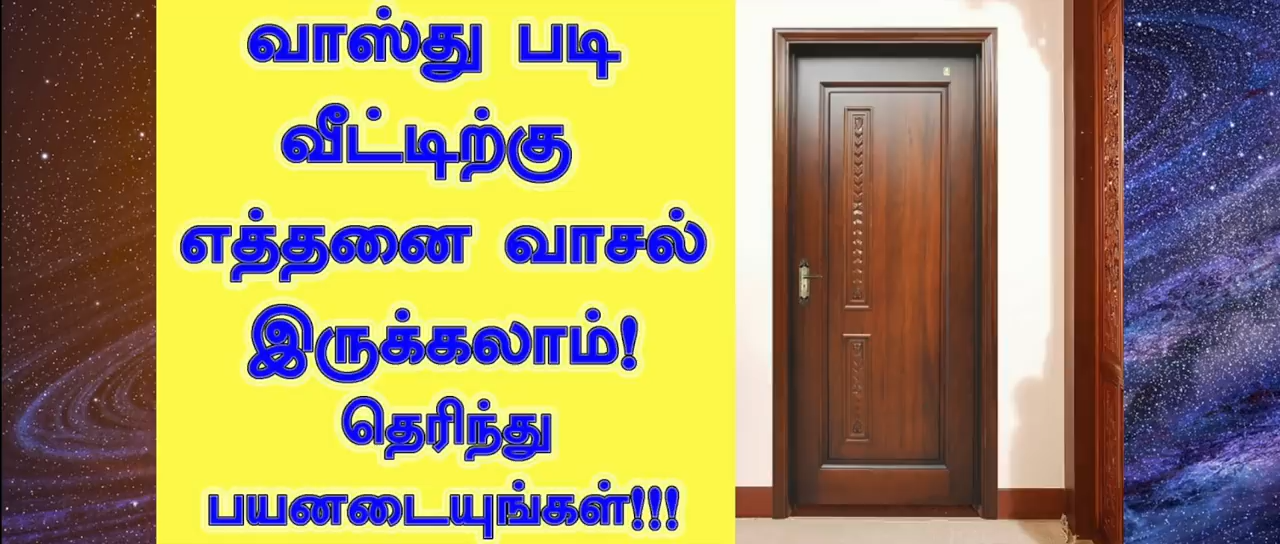 வாஸ்து படி
வீட்டிற்கு
எத்தனை வாசல்
இருக்கலாம்!
தெரிந்து
பயனடையுங்கள்!!!